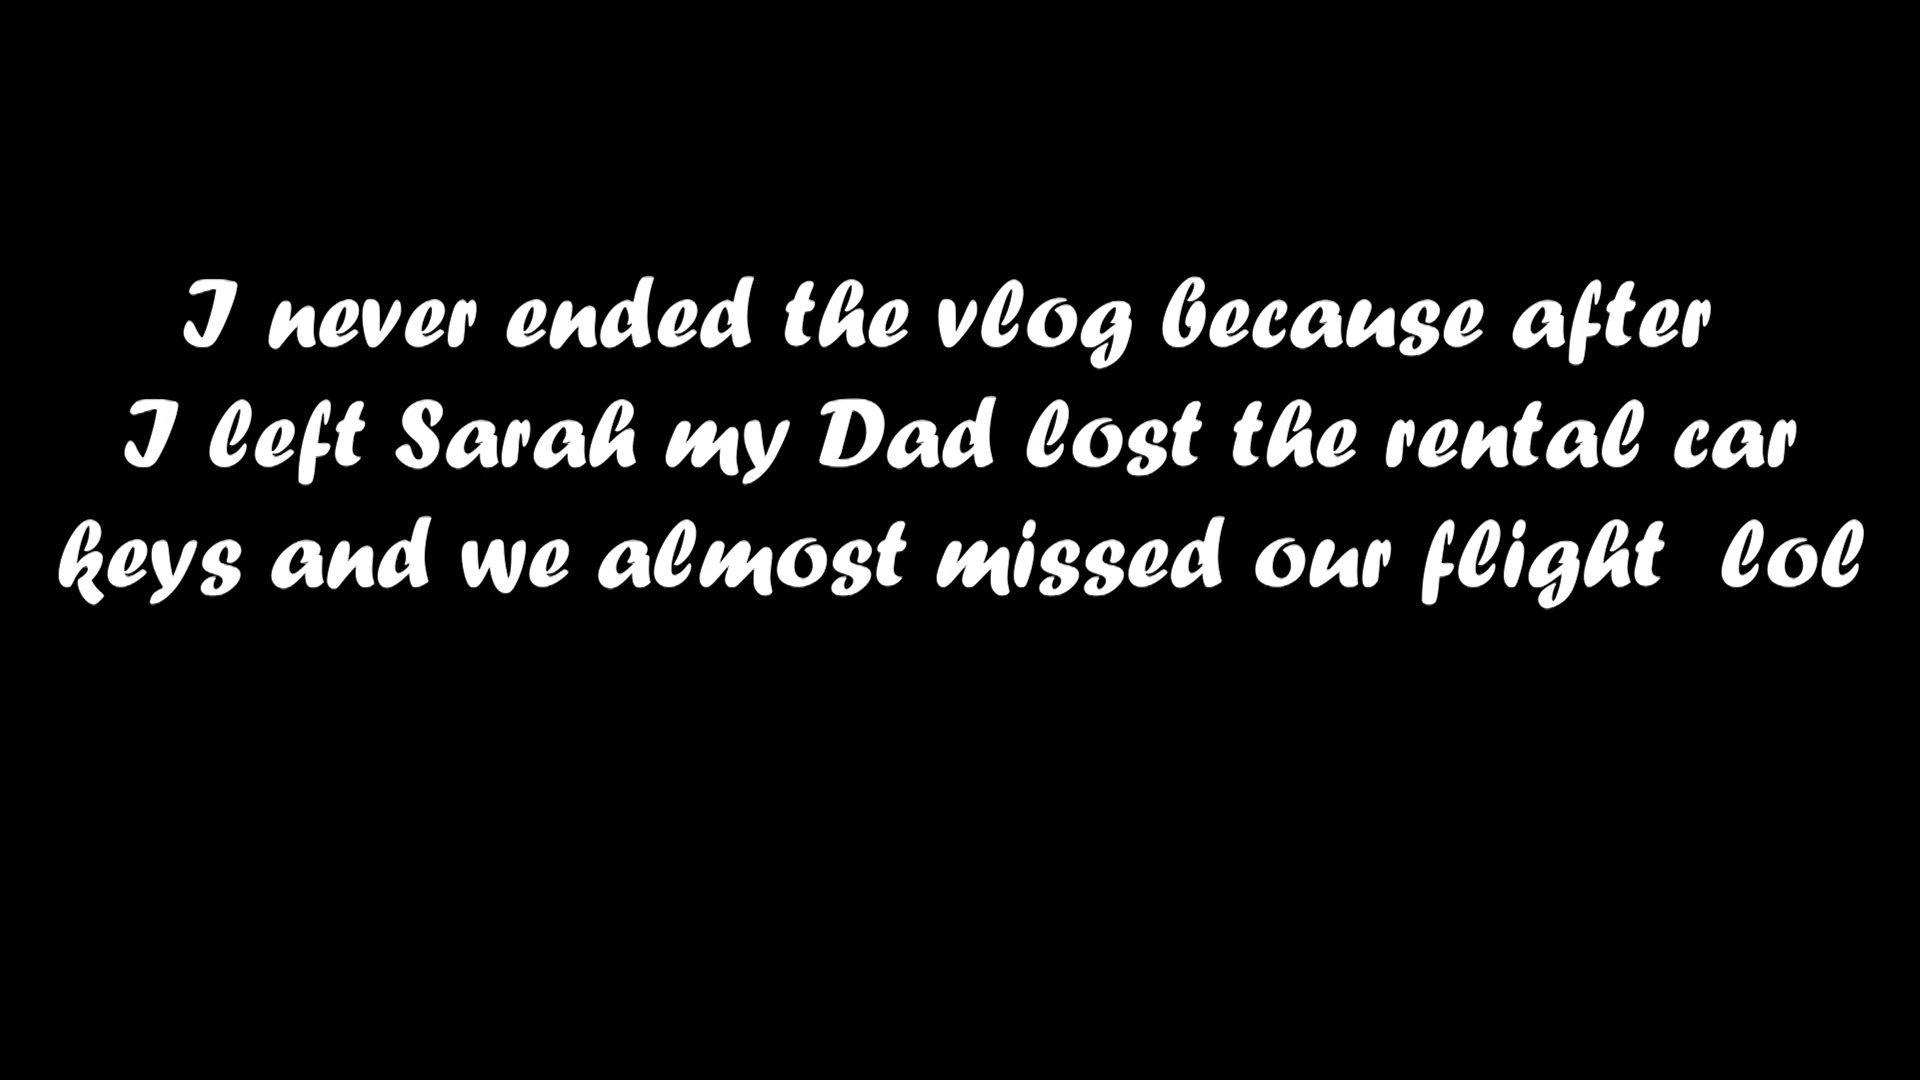 I never ended the vlog because after
I left Sarah my Dad lost the rental car
keys and we almost missed our flight  lol